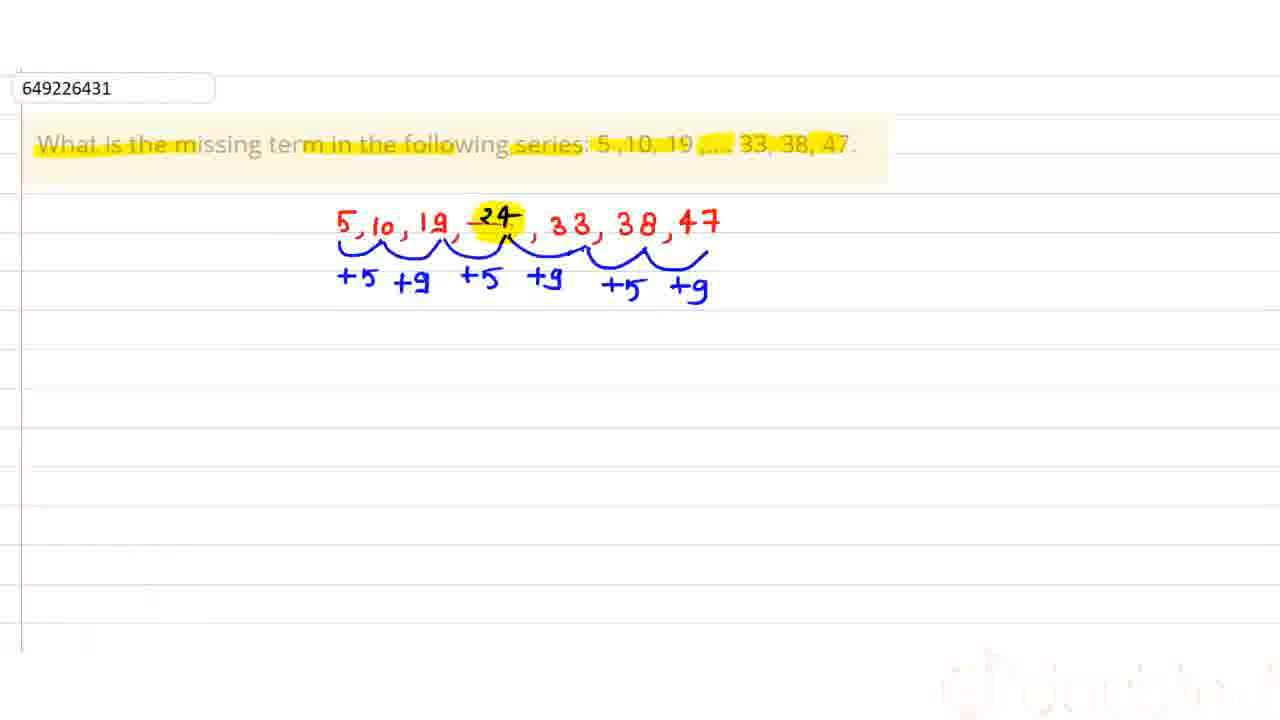 649226431
What is the missing term in the following series: 5 ,10, 19 ,.... 33, 38, 47.
5, 10, 19, 24, 33, 38, 47
+5 +9 +5 +9 +5 +9